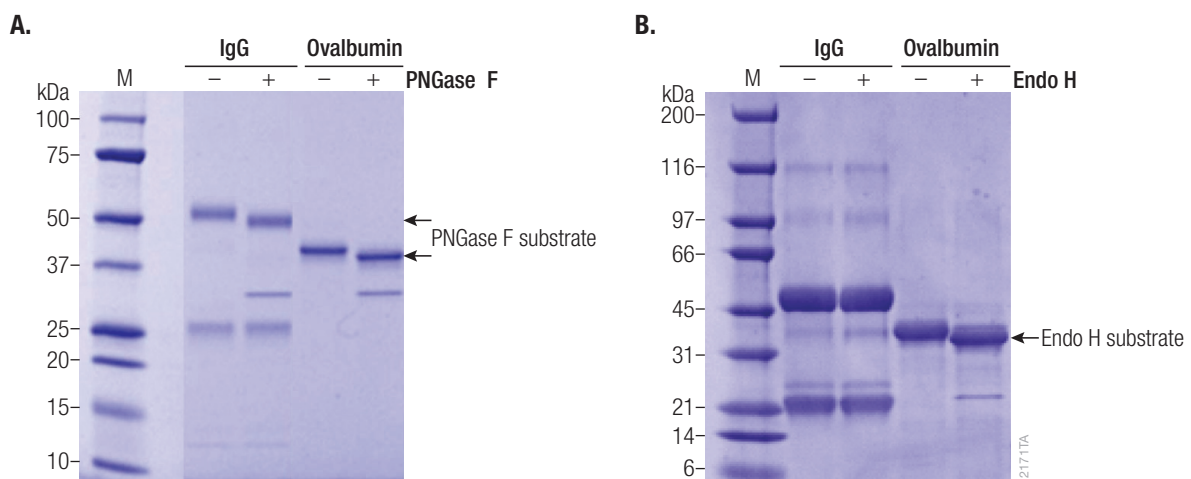 A.
IgG Ovalbumin
M – + – + PNGase F
kDa
100–
75–
50–
37–
25–
20–
15–
10–
PNGase F substrate
B.
IgG Ovalbumin
M – + – + Endo H
kDa
200–
116–
97–
66–
45–
31–
21–
14–
6–
Endo H substrate
2171TA